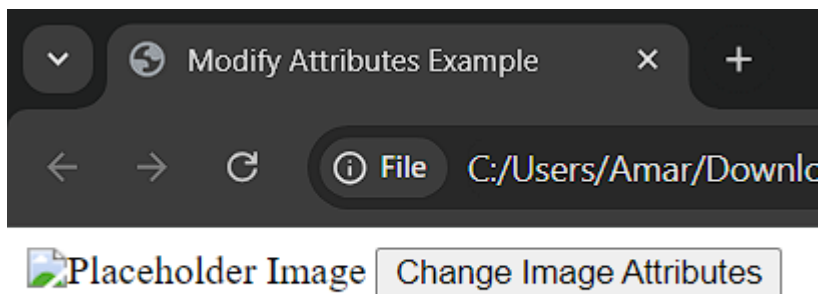 Modify Attributes Example
File C:/Users/Amar/Downlo
Placeholder Image Change Image Attributes